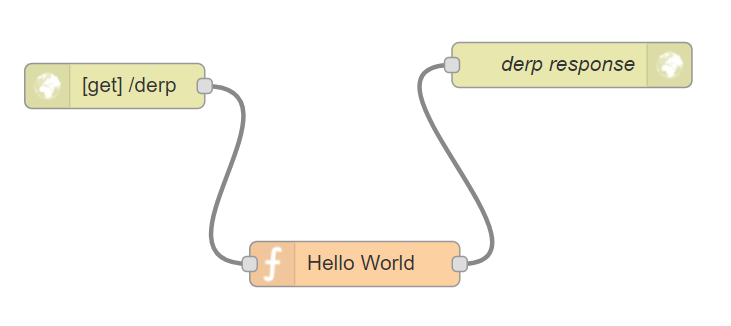 [get] /derp
derp response
Hello World